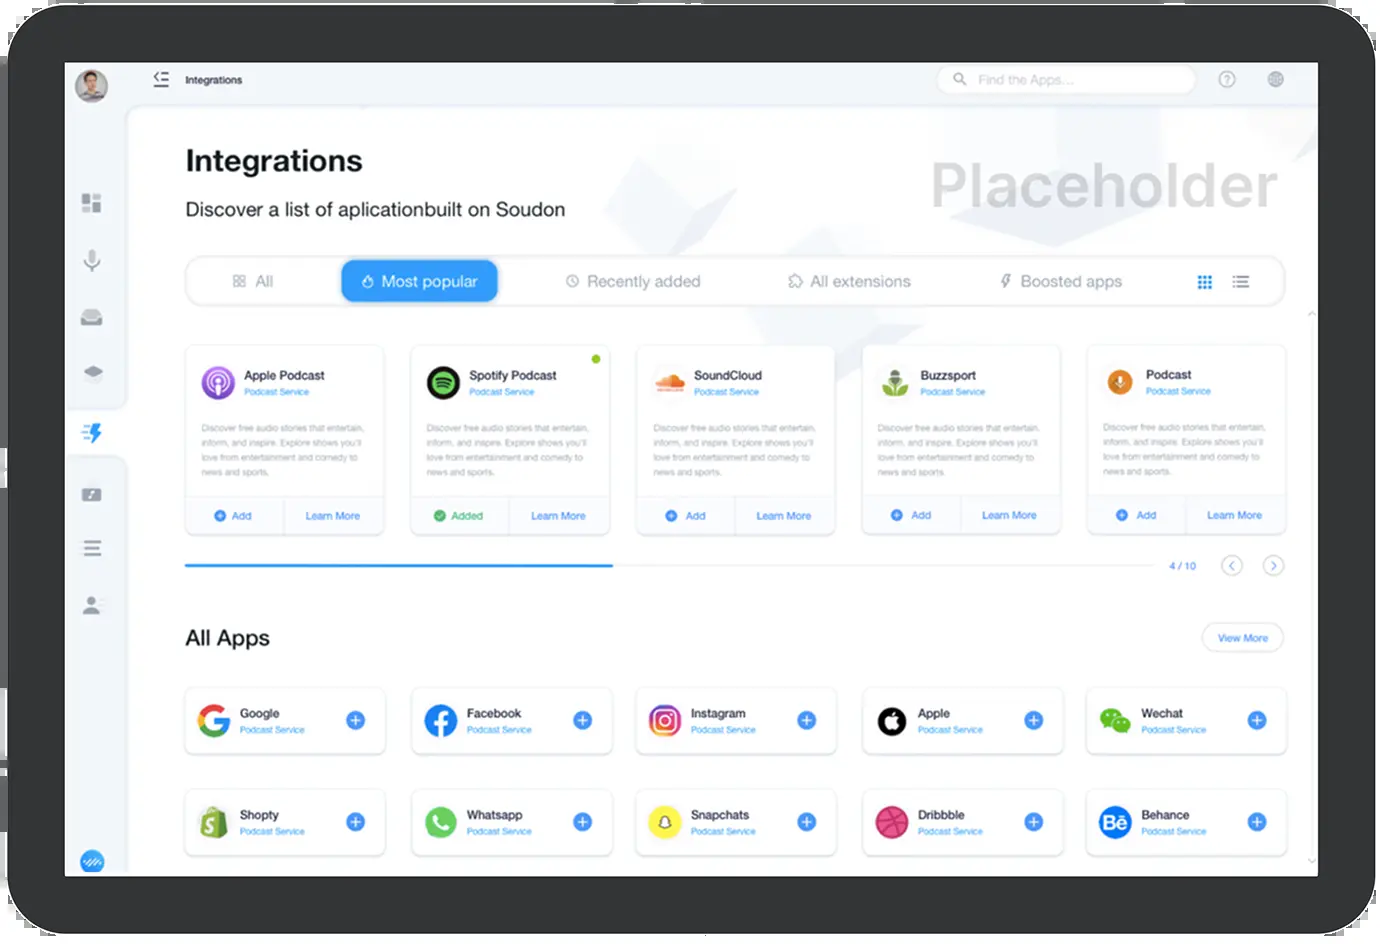 Integrations
Find the Apps...
Integrations
Placeholder
Discover a list of aplicationbuilt on Soudon
All
Most popular
Recently added
All extensions
Boosted apps
Apple Podcast
Podcast Service
Discover free audio stories that entertain,
inform, and inspire. Explore shows you'll
love from entertainment and comedy to
news and sports.
Add
Learn More
Spotify Podcast
Podcast Service
Discover free audio stories that entertain,
inform, and inspire. Explore shows you'll
love from entertainment and comedy to
news and sports.
Added
Learn More
SoundCloud
Podcast Service
Discover free audio stories that entertain,
inform, and inspire. Explore shows you'll
love from entertainment and comedy to
news and sports.
Add
Learn More
Buzzsport
Podcast Service
Discover free audio stories that entertain,
inform, and inspire. Explore shows you'll
love from entertainment and comedy to
news and sports.
Add
Learn More
Podcast
Podcast Service
Discover free audio stories that entertain,
inform, and inspire. Explore shows you'll
love from entertainment and comedy to
news and sports.
Add
Learn More
4 / 10
All Apps
View More
Google
Podcast Service
Facebook
Podcast Service
Instagram
Podcast Service
Apple
Podcast Service
Wechat
Podcast Service
Shopty
Podcast Service
Whatsapp
Podcast Service
Snapchats
Podcast Service
Dribbble
Podcast Service
Bē
Behance
Podcast Service